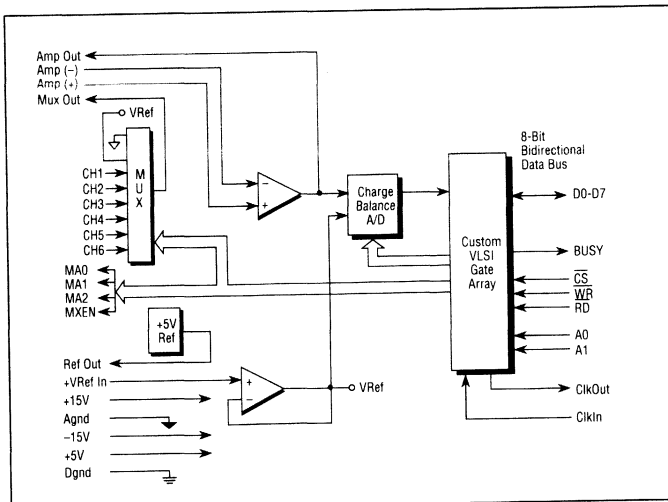 Amp Out
Amp (−)
Amp (+)
Mux Out
VRef
MUX
CH1
CH2
CH3
CH4
CH5
CH6
MA0
MA1
MA2
MXEN
+5V
Ref
Ref Out
+VRef In
+15V
Agnd
−15V
+5V
Dgnd
−
+
+
−
VRef
Charge
Balance
A/D
Custom
VLSI
Gate
Array
8-Bit
Bidirectional
Data Bus
D0-D7
BUSY
CS
WR
RD
A0
A1
ClkOut
ClkIn